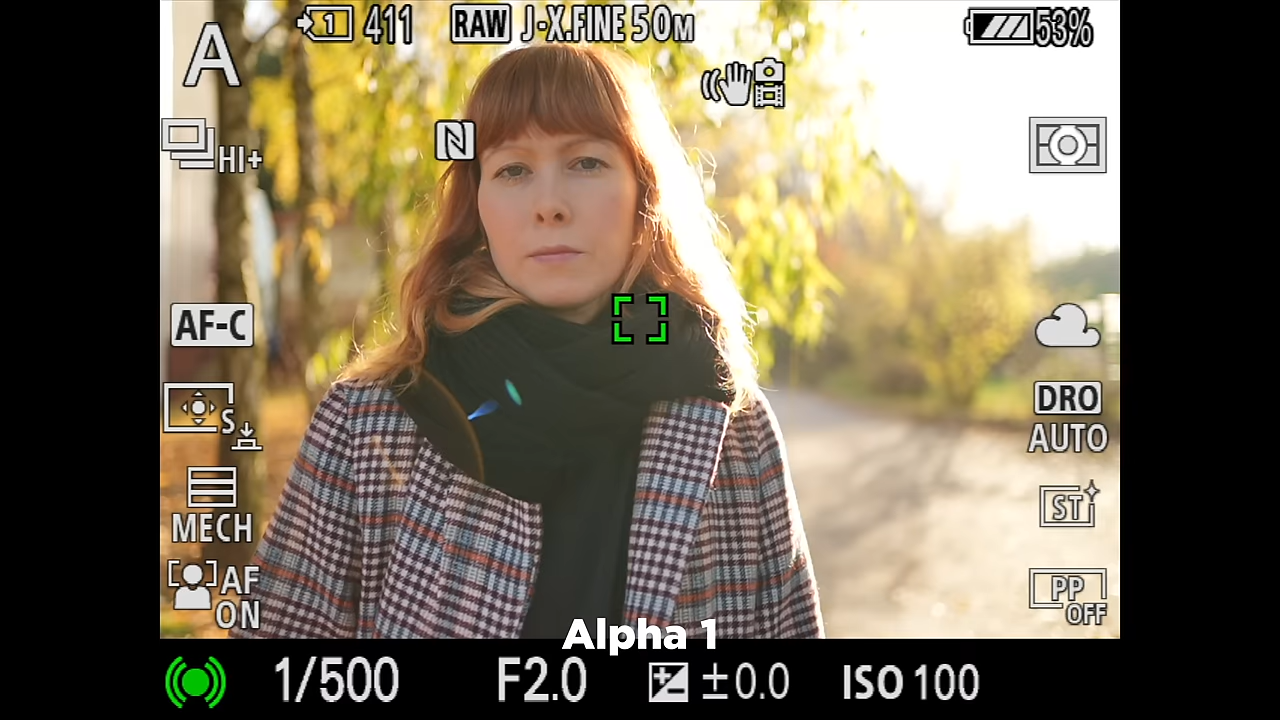 A
1 411 RAW J-X.FINE 50M 53%
HI+
AF-C
S
DRO
AUTO
MECH
ST
AF
ON
PP
OFF
Alpha 1
1/500 F2.0 ±0.0 ISO 100